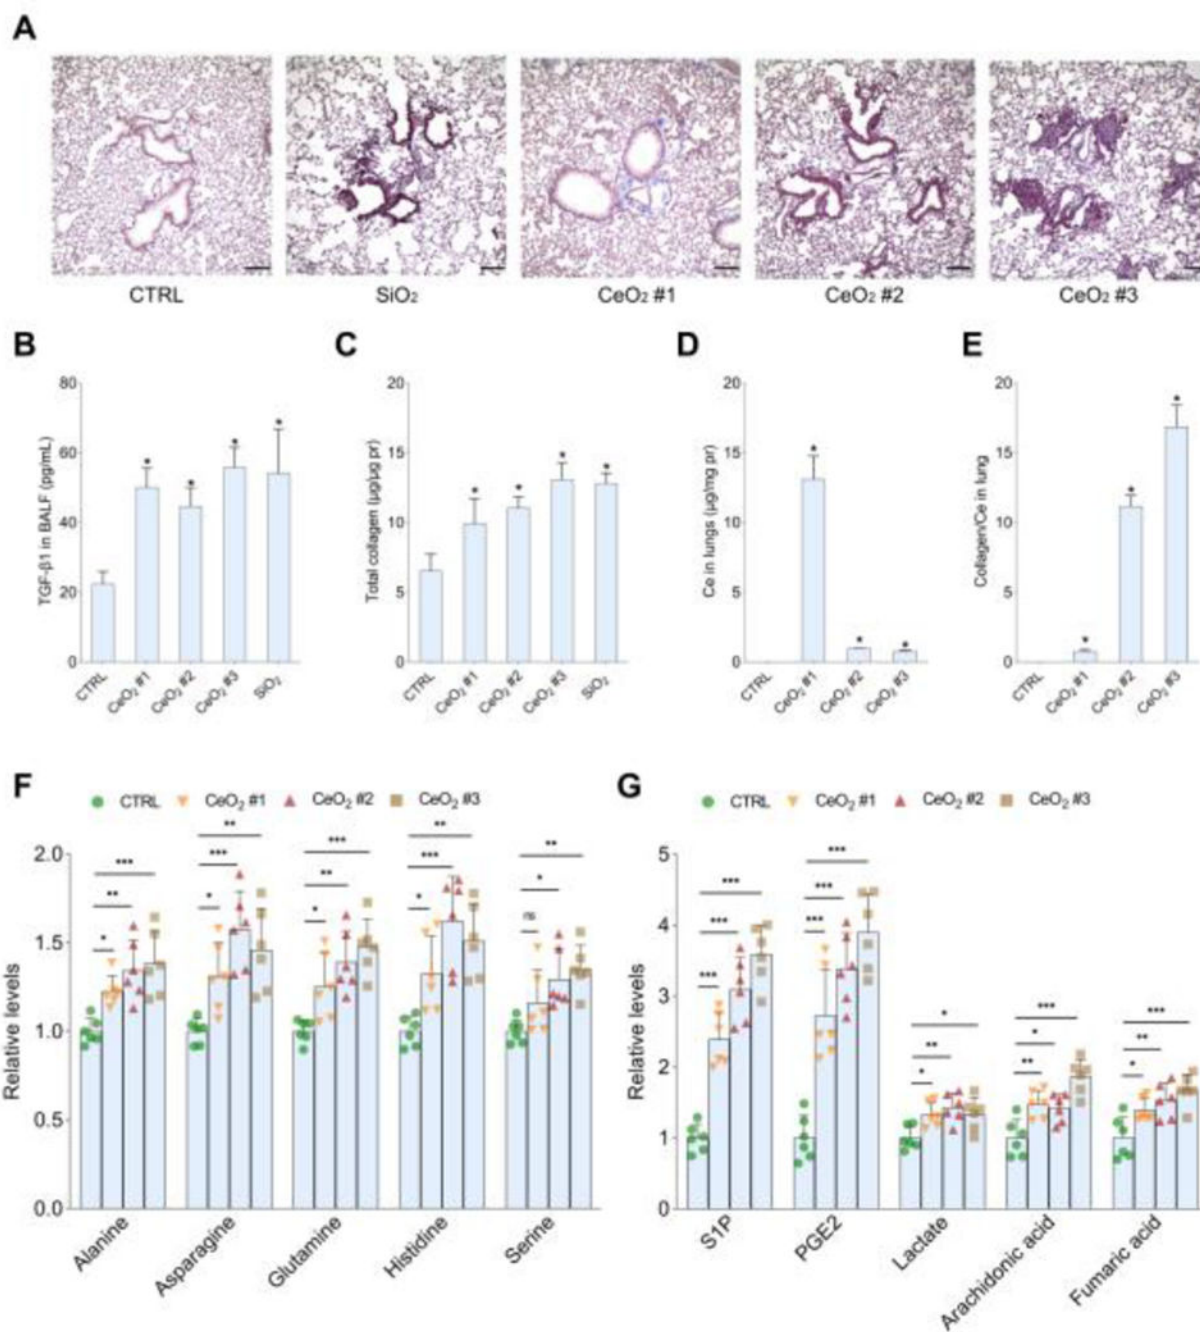 A
CTRL
SiO₂
CeO₂ #1
CeO₂ #2
CeO₂ #3
B
TGF-β1 in BALF (pg/mL)
80
60
40
20
0
CTRL
CeO₂ #1
CeO₂ #2
CeO₂ #3
SiO₂
* * * *
C
Total collagen (μg/μg pr)
20
15
10
5
0
CTRL
CeO₂ #1
CeO₂ #2
CeO₂ #3
SiO₂
* * * *
D
Ce in lungs (μg/mg pr)
20
15
10
5
0
CTRL
CeO₂ #1
CeO₂ #2
CeO₂ #3
* * *
E
Collagen/Ce in lung
20
15
10
5
0
CTRL
CeO₂ #1
CeO₂ #2
CeO₂ #3
* * *
F
CTRL CeO₂ #1 CeO₂ #2 CeO₂ #3
Relative levels
2.0
1.5
1.0
0.5
0.0
***
**
*
**
***
*
***
**
*
**
***
*
**
*
ns
Alanine
Asparagine
Glutamine
Histidine
Serine
G
CTRL CeO₂ #1 CeO₂ #2 CeO₂ #3
Relative levels
5
4
3
2
1
0
***
***
***
***
***
***
*
**
*
***
*
**
***
**
*
S1P
PGE2
Lactate
Arachidonic acid
Fumaric acid